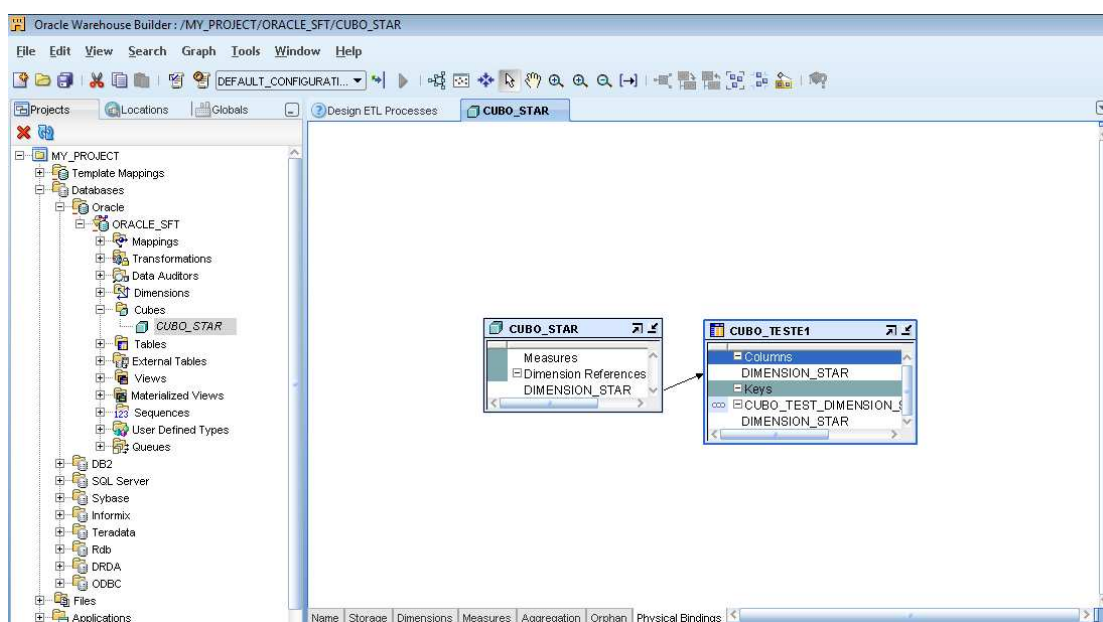 Oracle Warehouse Builder : /MY_PROJECT/ORACLE_SFT/CUBO_STAR
File Edit View Search Graph Tools Window Help
DEFAULT_CONFIGURATI...
Projects Locations Globals
Design ETL Processes CUBO_STAR
MY_PROJECT
Template Mappings
Databases
Oracle
ORACLE_SFT
Mappings
Transformations
Data Auditors
Dimensions
Cubes
CUBO_STAR
Tables
External Tables
Views
Materialized Views
123 Sequences
User Defined Types
Queues
DB2
SQL Server
Sybase
Informix
Teradata
Rdb
DRDA
ODBC
Files
Applications
CUBO_STAR
Measures
Dimension References
DIMENSION_STAR
CUBO_TESTE1
Columns
DIMENSION_STAR
Keys
CUBO_TEST_DIMENSION_S
DIMENSION_STAR
Name Storage Dimensions Measures Aggregation Orphan Physical Bindings